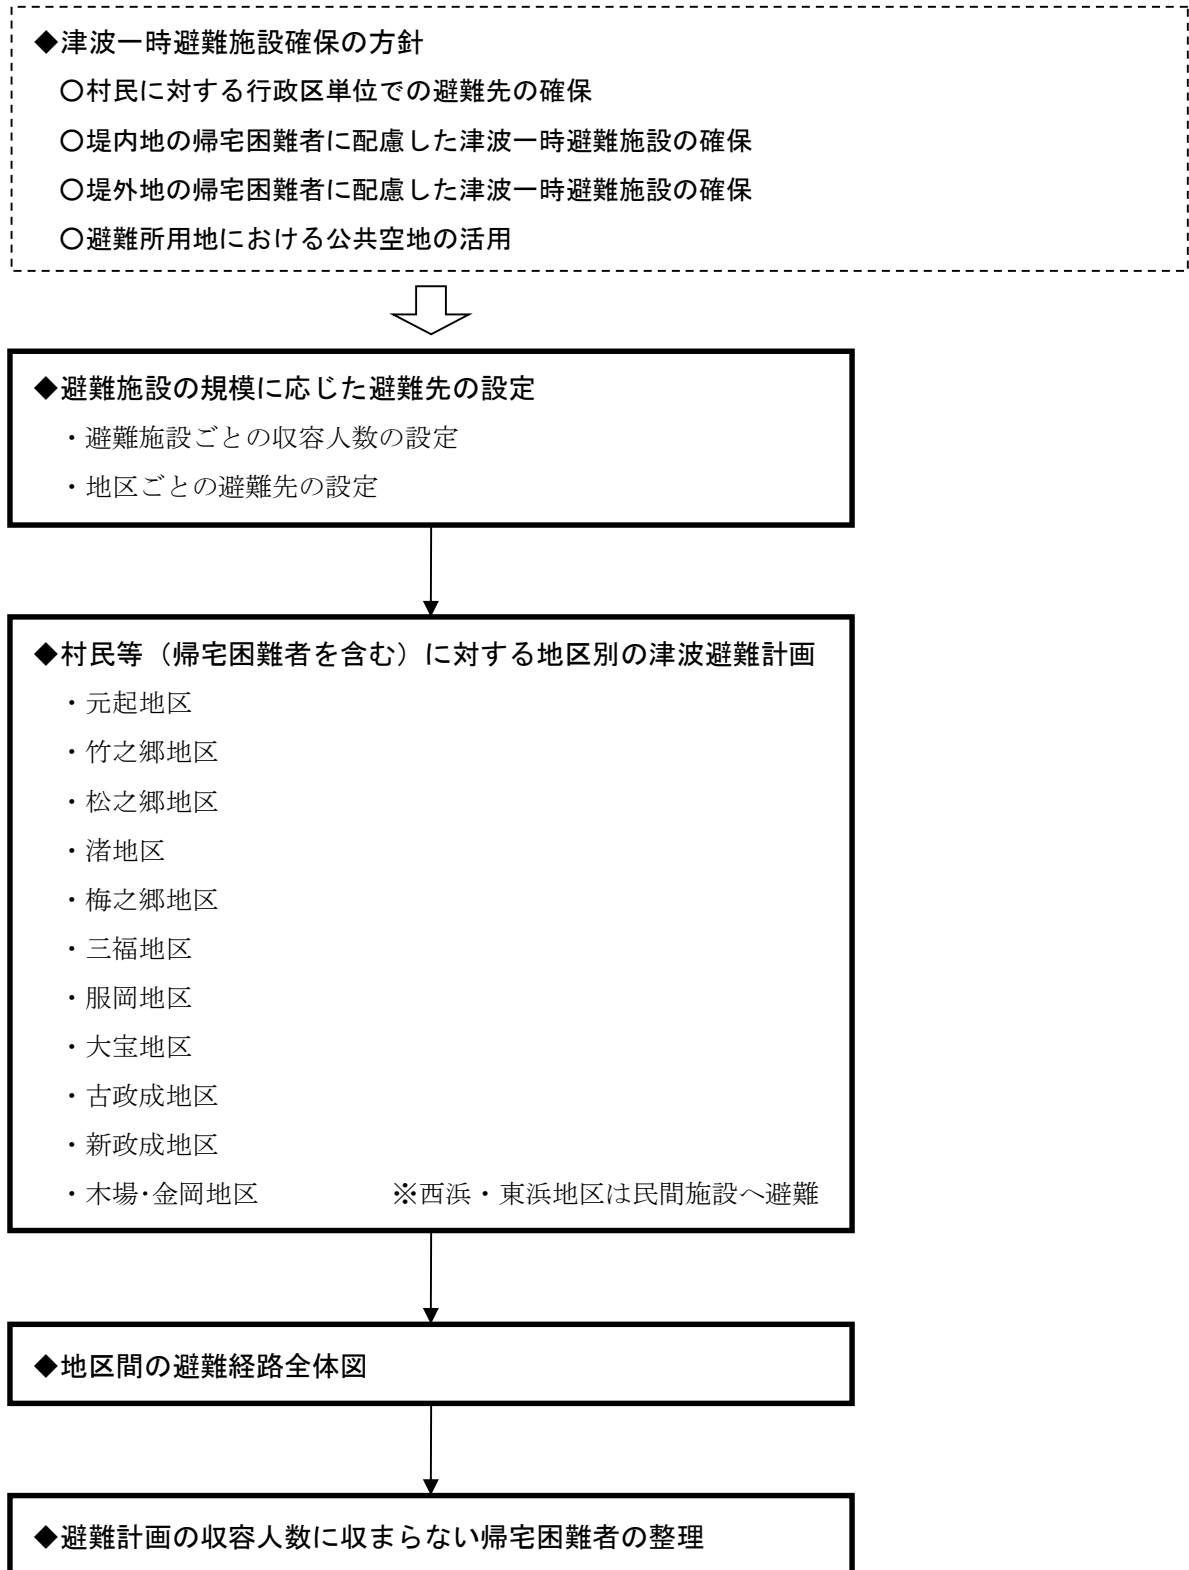 ◆津波一時避難施設確保の方針
○村民に対する行政区単位での避難先の確保
○堤内地の帰宅困難者に配慮した津波一時避難施設の確保
○堤外地の帰宅困難者に配慮した津波一時避難施設の確保
○避難所用地における公共空地の活用
◆避難施設の規模に応じた避難先の設定
・避難施設ごとの収容人数の設定
・地区ごとの避難先の設定
◆村民等（帰宅困難者を含む）に対する地区別の津波避難計画
・元起地区
・竹之郷地区
・松之郷地区
・渚地区
・梅之郷地区
・三福地区
・服岡地区
・大宝地区
・古政成地区
・新政成地区
・木場･金岡地区　※西浜・東浜地区は民間施設へ避難
◆地区間の避難経路全体図
◆避難計画の収容人数に収まらない帰宅困難者の整理